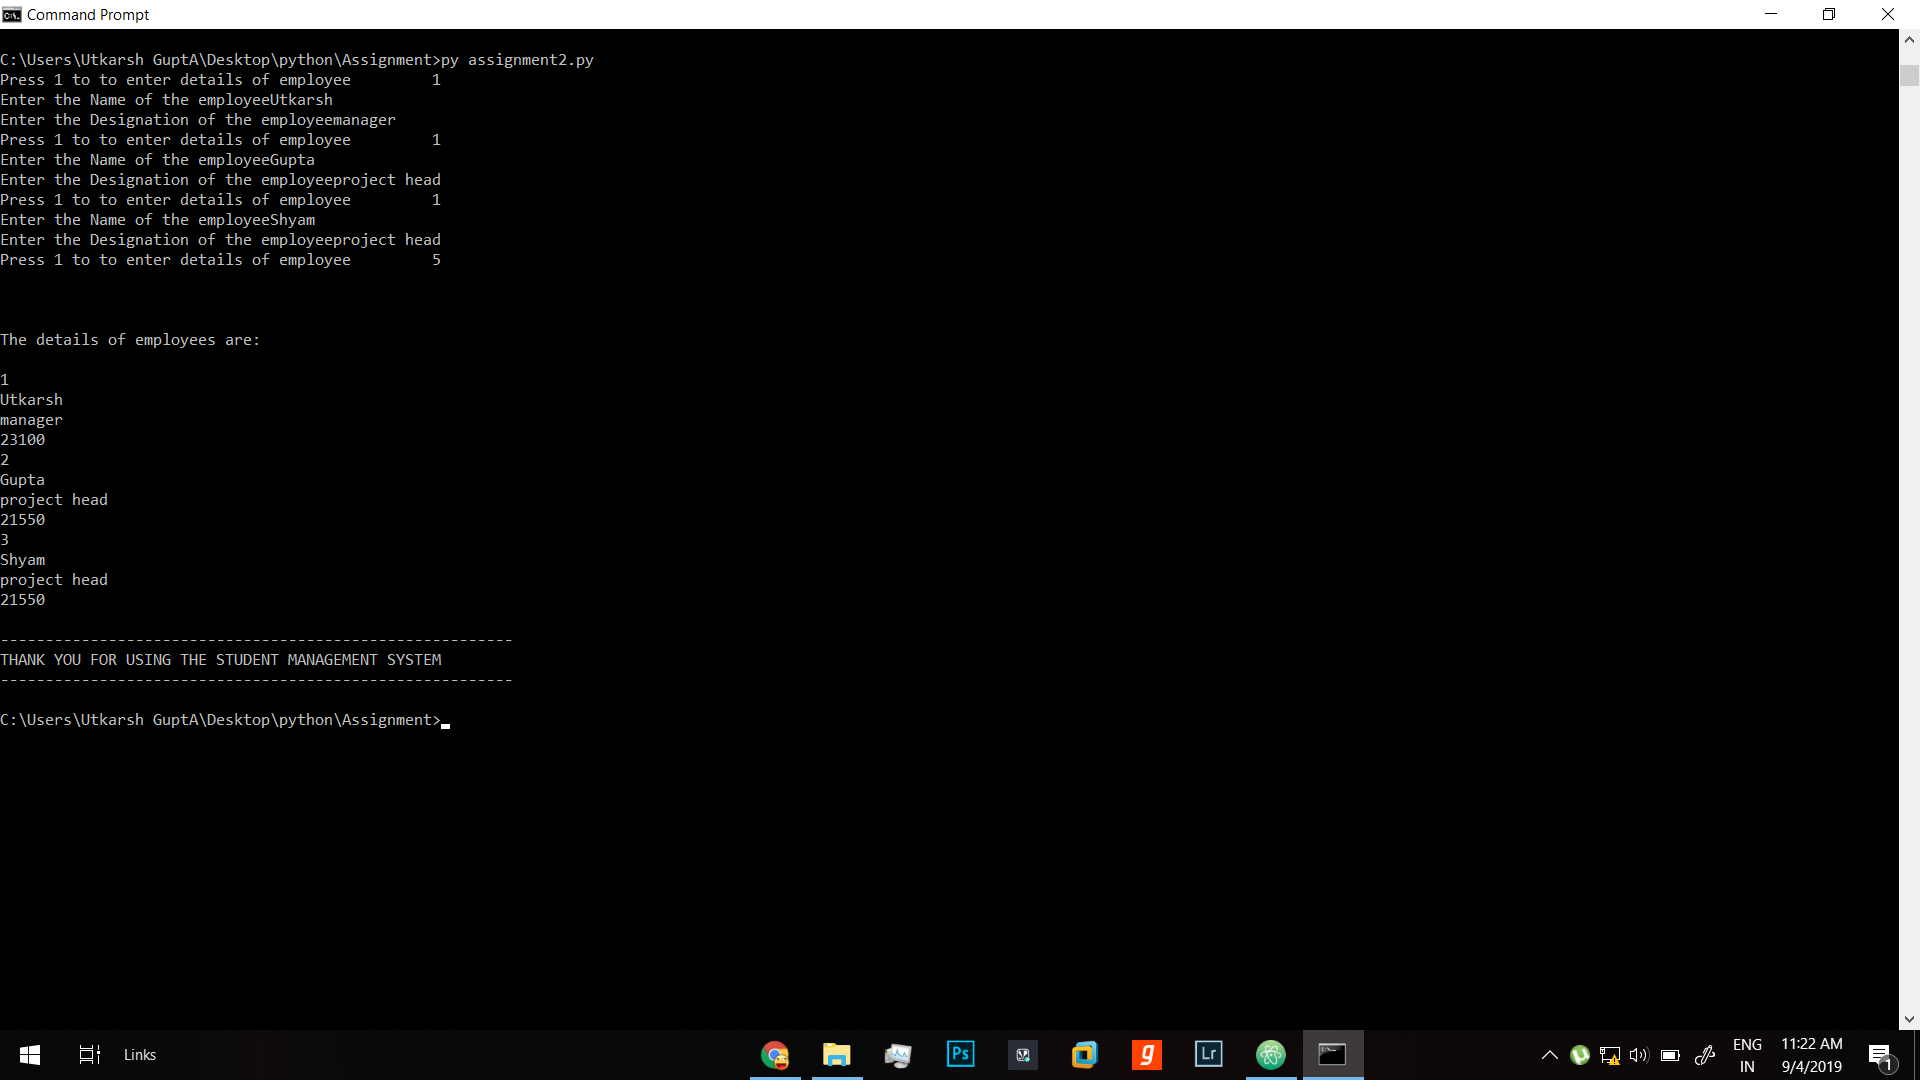 Command Prompt
C:\Users\Utkarsh GuptA\Desktop\python\Assignment>py assignment2.py
Press 1 to to enter details of employee         1
Enter the Name of the employeeUtkarsh
Enter the Designation of the employeemanager
Press 1 to to enter details of employee         1
Enter the Name of the employeeGupta
Enter the Designation of the employeeproject head
Press 1 to to enter details of employee         1
Enter the Name of the employeeShyam
Enter the Designation of the employeeproject head
Press 1 to to enter details of employee         5
The details of employees are:
1
Utkarsh
manager
23100
2
Gupta
project head
21550
3
Shyam
project head
21550
---------------------------------------------------------
THANK YOU FOR USING THE STUDENT MANAGEMENT SYSTEM
---------------------------------------------------------
C:\Users\Utkarsh GuptA\Desktop\python\Assignment>
Links
Ps
g
Lr
ENG
IN
11:22 AM
9/4/2019
1